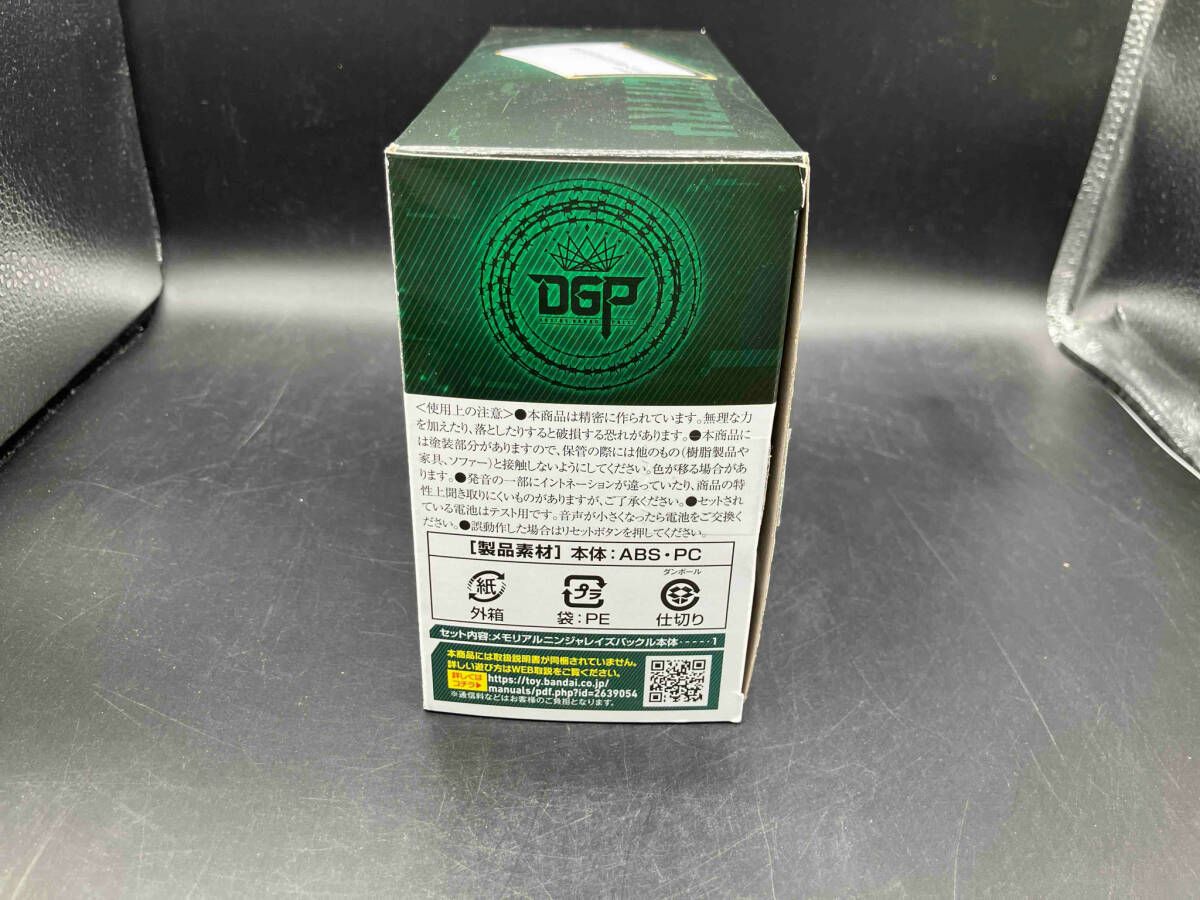 DGP
＜使用上の注意＞●本商品は精密に作られています。無理な力
を加えたり、落としたりすると破損する恐れがあります。●本商品に
は塗装部分がありますので、保管の際には他のもの(樹脂製品や
家具、ソファー)と接触しないようにしてください。色が移る場合があ
ります。●発音の一部にイントネーションが違っていたり、商品の特
性上聞き取りにくいものがありますが、ご了承ください。●セットされ
ている電池はテスト用です。音声が小さくなったら電池をご交換く
ださい。●誤動作した場合はリセットボタンを押してください。
[製品素材] 本体：ABS・PC
紙
外箱
プラ
袋：PE
ダンボール
仕切り
セット内容：メモリアルニンジャレイズバックル本体-----1
本商品には取扱説明書が同梱されていません。
詳しい遊び方はWEB取説をご覧ください。
詳しくは
コチラ▶
https://toy.bandai.co.jp/
manuals/pdf.php?id=2639054
※通信料などはお客様のご負担となります。